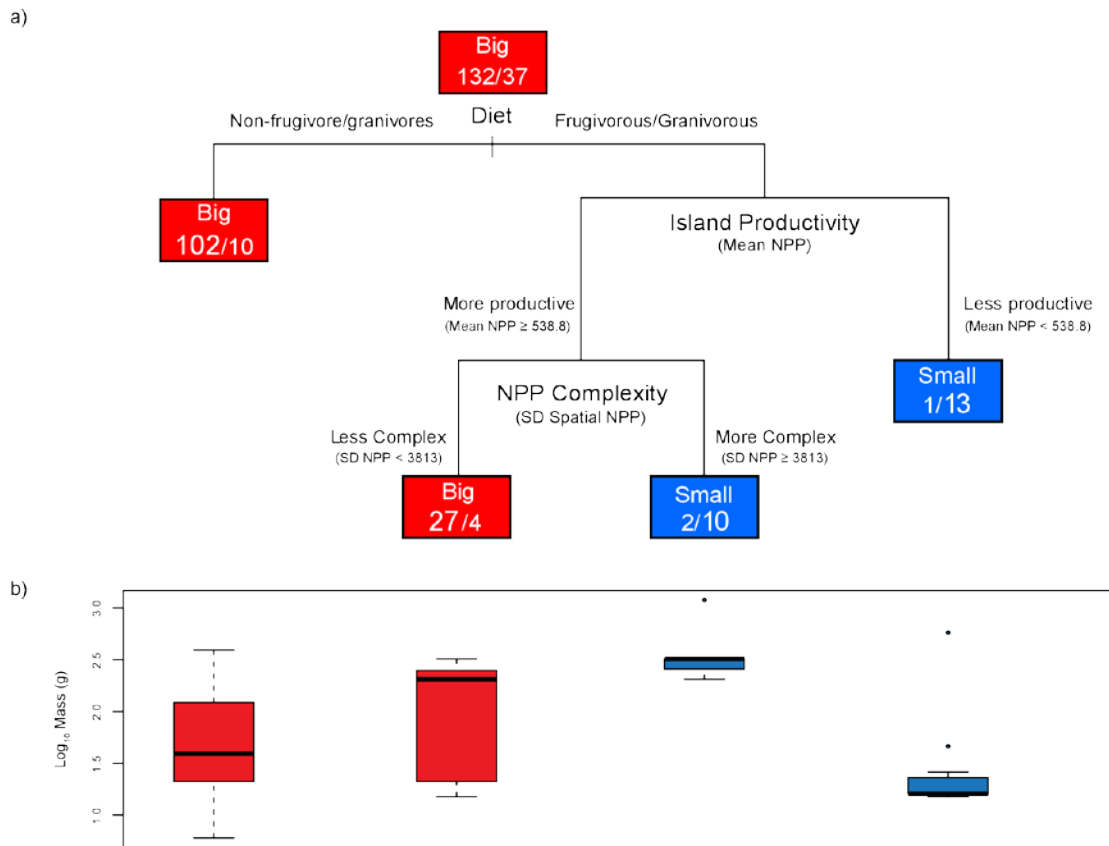 a)
Big
132/37
Non-frugivore/granivores
Diet
Frugivorous/Granivorous
Big
102/10
Island Productivity
(Mean NPP)
More productive
(Mean NPP ≥ 538.8)
Less productive
(Mean NPP < 538.8)
Small
1/13
NPP Complexity
(SD Spatial NPP)
Less Complex
(SD NPP < 3813)
More Complex
(SD NPP ≥ 3813)
Big
27/4
Small
2/10
b)
Log₁₀ Mass (g)
3.0
2.5
2.0
1.5
1.0